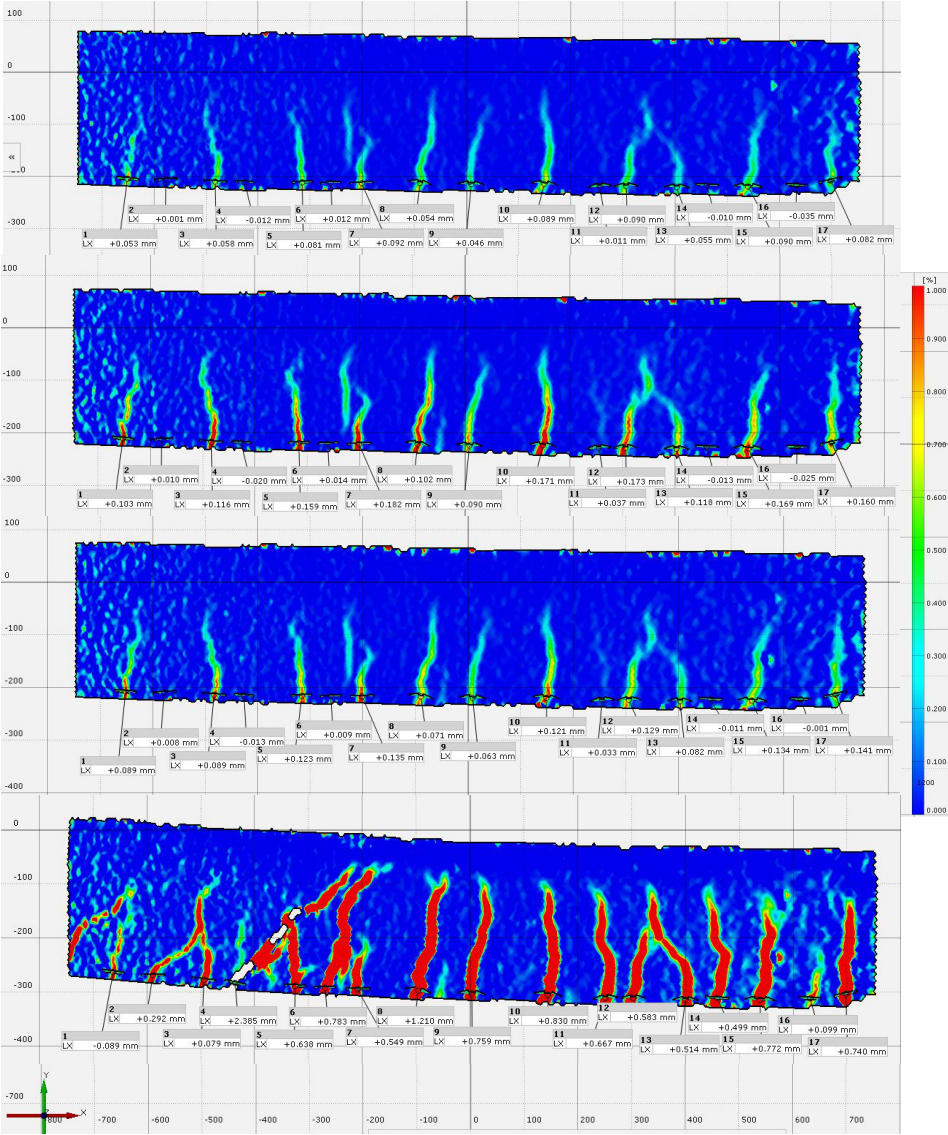 100
0
-100
-200
-300
2
LX +0.001 mm
4
LX -0.012 mm
6
LX +0.012 mm
8
LX +0.054 mm
10
LX +0.089 mm
12
LX +0.090 mm
14
LX -0.010 mm
16
LX -0.035 mm
1
LX +0.053 mm
3
LX +0.058 mm
5
LX +0.081 mm
7
LX +0.092 mm
9
LX +0.046 mm
11
LX +0.011 mm
13
LX +0.055 mm
15
LX +0.090 mm
17
LX +0.082 mm
100
0
-100
-200
-300
2
LX +0.010 mm
4
LX -0.020 mm
6
LX +0.014 mm
8
LX +0.102 mm
10
LX +0.171 mm
12
LX +0.173 mm
14
LX -0.013 mm
16
LX -0.025 mm
1
LX +0.103 mm
3
LX +0.116 mm
5
LX +0.159 mm
7
LX +0.182 mm
9
LX +0.090 mm
11
LX +0.037 mm
13
LX +0.118 mm
15
LX +0.169 mm
17
LX +0.160 mm
[%]
1.000
0.900
0.800
0.700
0.600
0.500
0.400
0.300
0.200
0.100
0.000
100
0
-100
-200
-300
-400
2
LX +0.008 mm
4
LX -0.013 mm
6
LX +0.009 mm
8
LX +0.071 mm
10
LX +0.121 mm
12
LX +0.129 mm
14
LX -0.011 mm
16
LX -0.001 mm
1
LX +0.089 mm
3
LX +0.089 mm
5
LX +0.123 mm
7
LX +0.135 mm
9
LX +0.063 mm
11
LX +0.033 mm
13
LX +0.082 mm
15
LX +0.134 mm
17
LX +0.141 mm
0
-100
-200
-300
-400
-700
2
LX +0.292 mm
4
LX +2.385 mm
6
LX +0.783 mm
8
LX +1.210 mm
10
LX +0.830 mm
12
LX +0.583 mm
14
LX +0.499 mm
16
LX +0.099 mm
1
LX -0.089 mm
3
LX +0.079 mm
5
LX +0.638 mm
7
LX +0.549 mm
9
LX +0.759 mm
11
LX +0.667 mm
13
LX +0.514 mm
15
LX +0.772 mm
17
LX +0.740 mm
Y
X
-700 -600 -500 -400 -300 -200 -100 0 100 200 300 400 500 600 700